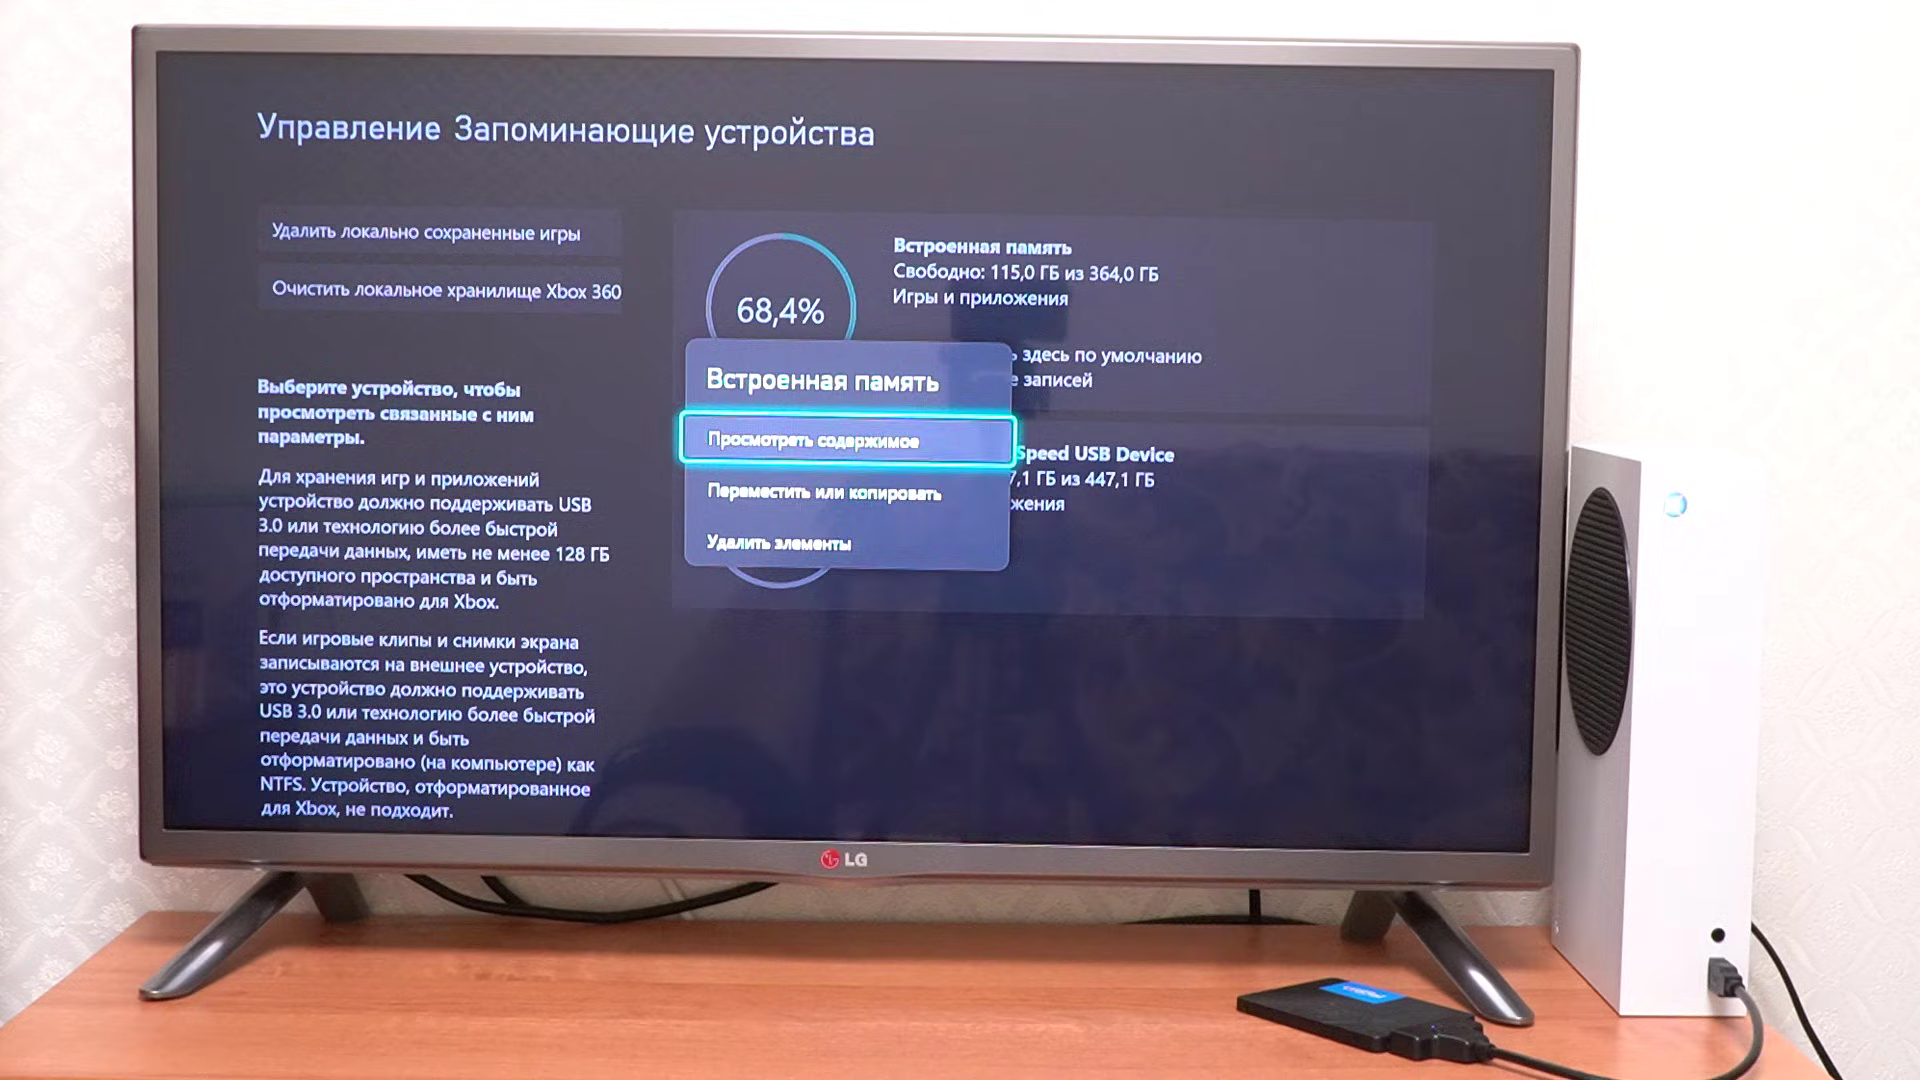 Управление Запоминающие устройства
Удалить локально сохраненные игры
Очистить локальное хранилище Xbox 360
Выберите устройство, чтобы
просмотреть связанные с ним
параметры.
Для хранения игр и приложений
устройство должно поддерживать USB
3.0 или технологию более быстрой
передачи данных, иметь не менее 128 ГБ
доступного пространства и быть
отформатировано для Xbox.
Если игровые клипы и снимки экрана
записываются на внешнее устройство,
это устройство должно поддерживать
USB 3.0 или технологию более быстрой
передачи данных и быть
отформатировано (на компьютере) как
NTFS. Устройство, отформатированное
для Xbox, не подходит.
68,4%
Встроенная память
Свободно: 115,0 ГБ из 364,0 ГБ
Игры и приложения
здесь по умолчанию
записей
Встроенная память
Просмотреть содержимое
Переместить или копировать
Удалить элементы
Speed USB Device
7,1 ГБ из 447,1 ГБ
жения
LG
crucial